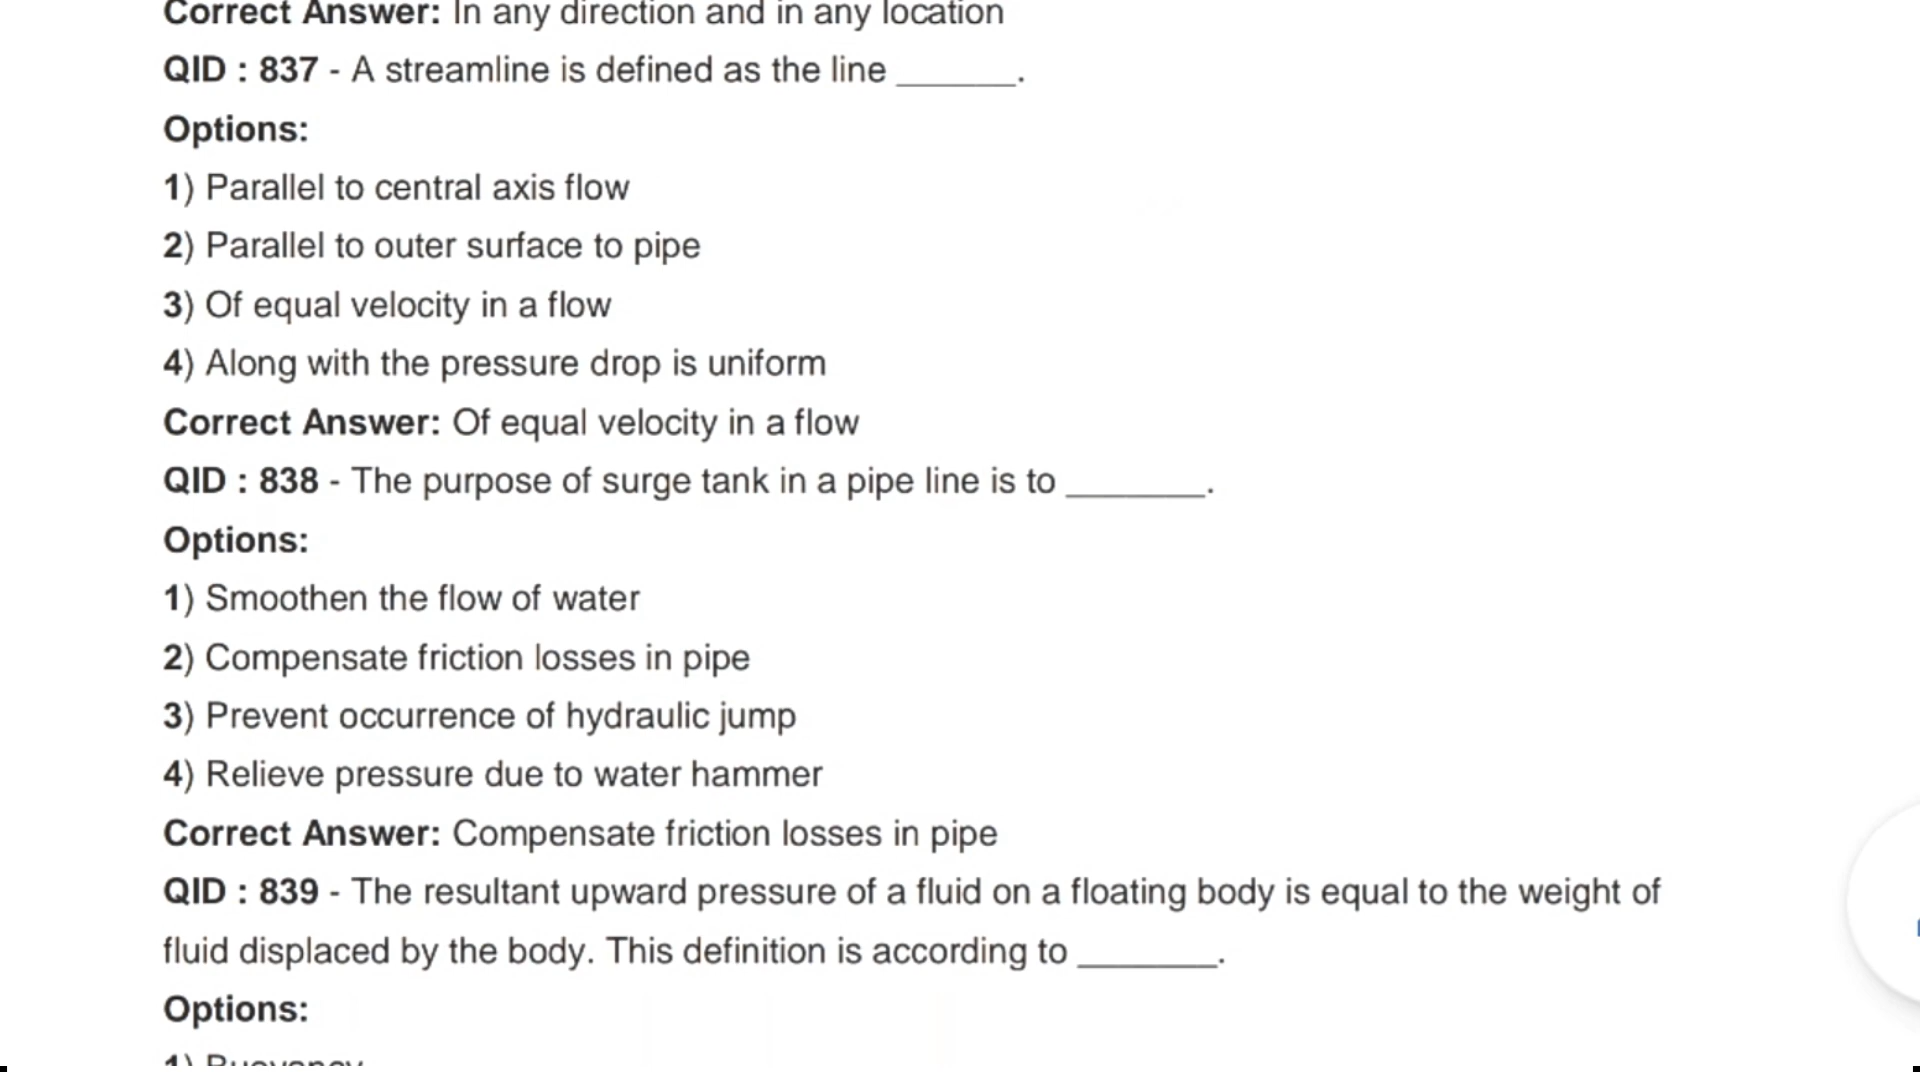 Correct Answer: In any direction and in any location
QID : 837 - A streamline is defined as the line ______.
Options:
1) Parallel to central axis flow
2) Parallel to outer surface to pipe
3) Of equal velocity in a flow
4) Along with the pressure drop is uniform
Correct Answer: Of equal velocity in a flow
QID : 838 - The purpose of surge tank in a pipe line is to _______.
Options:
1) Smoothen the flow of water
2) Compensate friction losses in pipe
3) Prevent occurrence of hydraulic jump
4) Relieve pressure due to water hammer
Correct Answer: Compensate friction losses in pipe
QID : 839 - The resultant upward pressure of a fluid on a floating body is equal to the weight of
fluid displaced by the body. This definition is according to _______.
Options:
1) Buoyancy